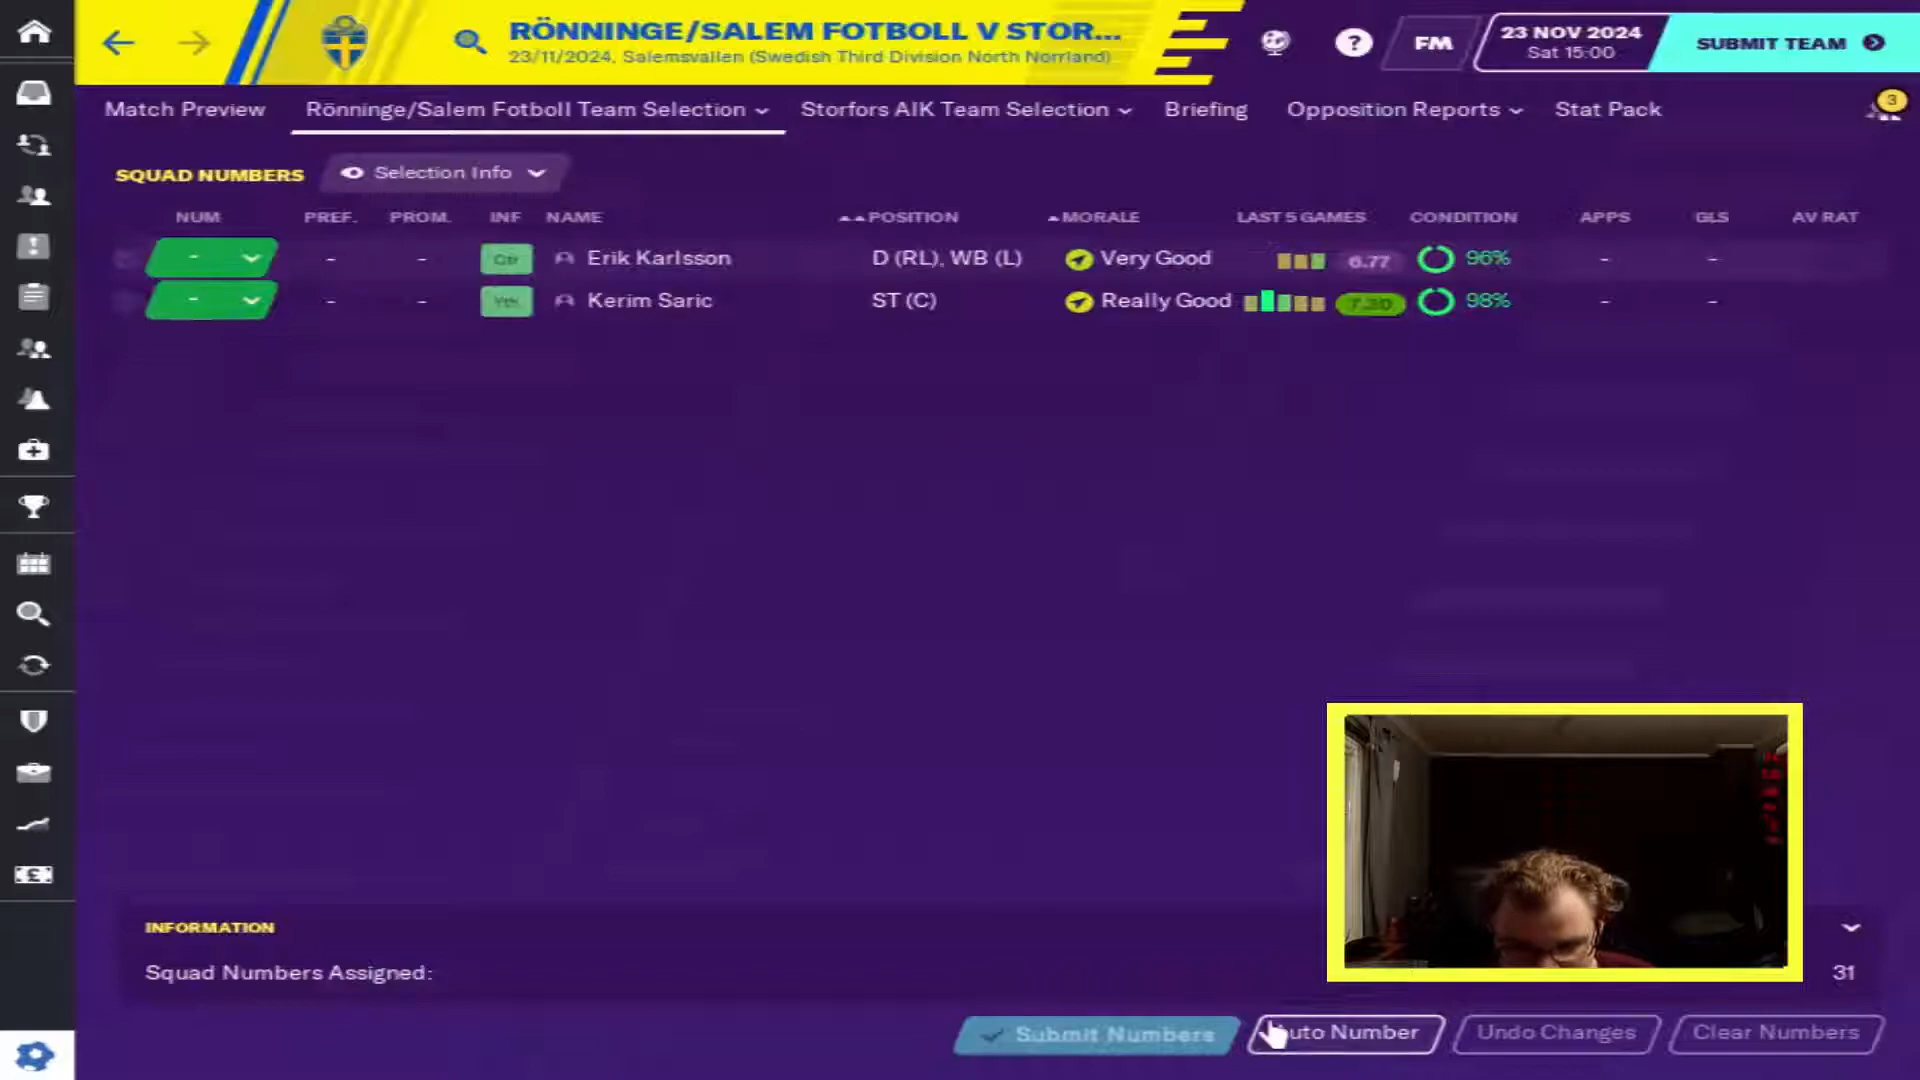 RÖNNINGE/SALEM FOTBOLL V STOR...
23/11/2024, Salemsvallen (Swedish Third Division North Norrland)
FM
23 NOV 2024
Sat 15:00
SUBMIT TEAM
Match Preview
Rönninge/Salem Fotboll Team Selection
Storfors AIK Team Selection
Briefing
Opposition Reports
Stat Pack
3
SQUAD NUMBERS
Selection Info
NUM PREF. PROM. INF NAME POSITION MORALE LAST 5 GAMES CONDITION APPS GLS AV RAT
- - - Erik Karlsson D (RL), WB (L) Very Good 6.77 96% - -
- - - Kerim Saric ST (C) Really Good 7.30 98% - -
INFORMATION
Squad Numbers Assigned: 31
Submit Numbers
uto Number
Undo Changes
Clear Numbers